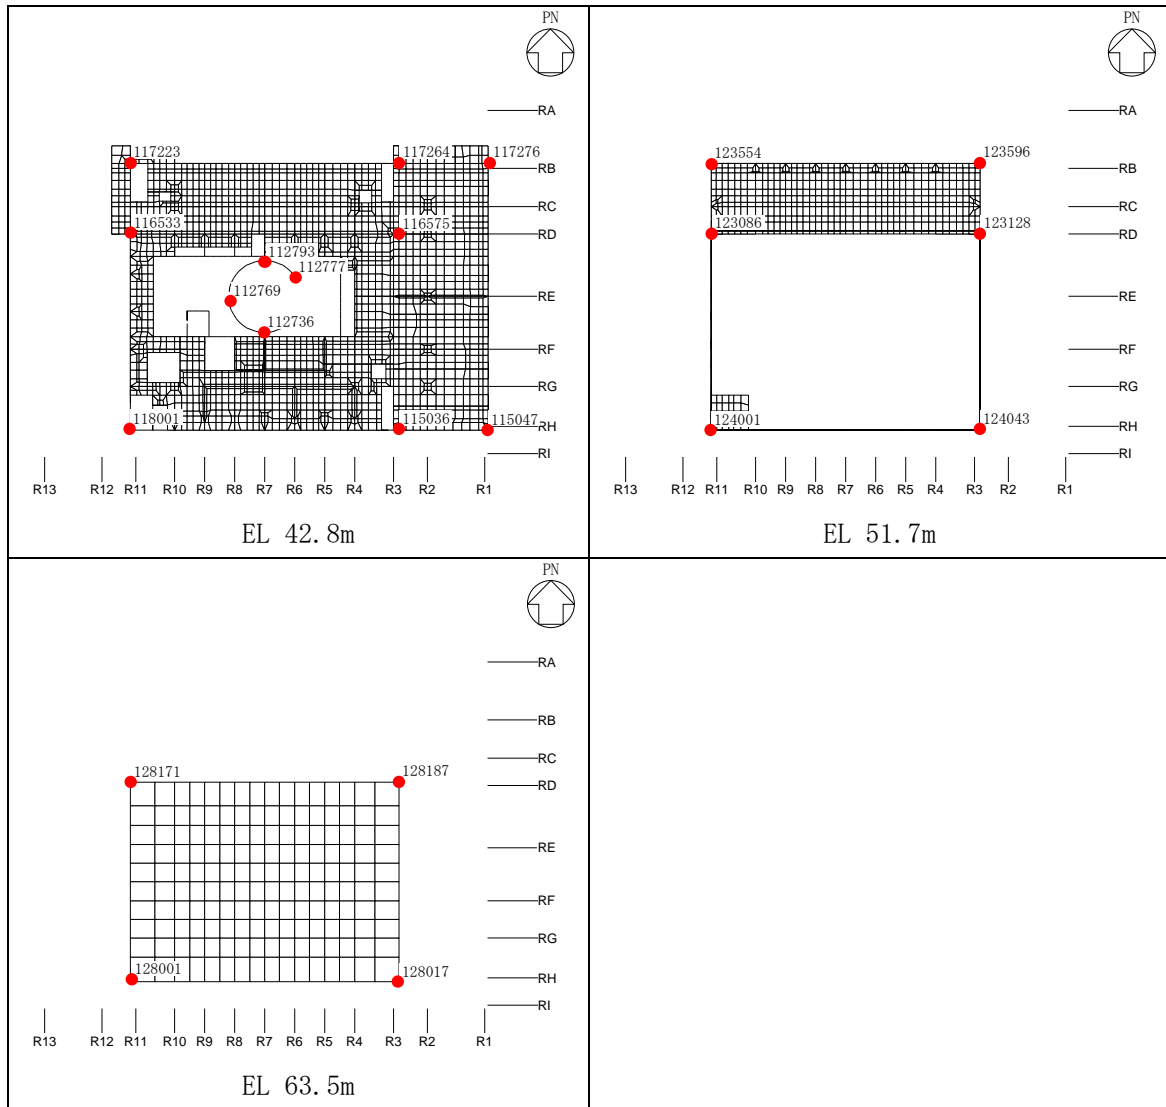 PN
RA
117223
117264
117276
RB
RC
116533
116575
RD
112793
112777
RE
112769
112736
RF
RG
118001
115036
115047
RH
RI
R13 R12 R11 R10 R9 R8 R7 R6 R5 R4 R3 R2 R1
EL 42.8m
PN
RA
123554
123596
RB
RC
123086
123128
RD
RE
RF
RG
124001
124043
RH
RI
R13 R12 R11 R10 R9 R8 R7 R6 R5 R4 R3 R2 R1
EL 51.7m
PN
RA
RB
RC
128171
128187
RD
RE
RF
RG
128001
128017
RH
RI
R13 R12 R11 R10 R9 R8 R7 R6 R5 R4 R3 R2 R1
EL 63.5m